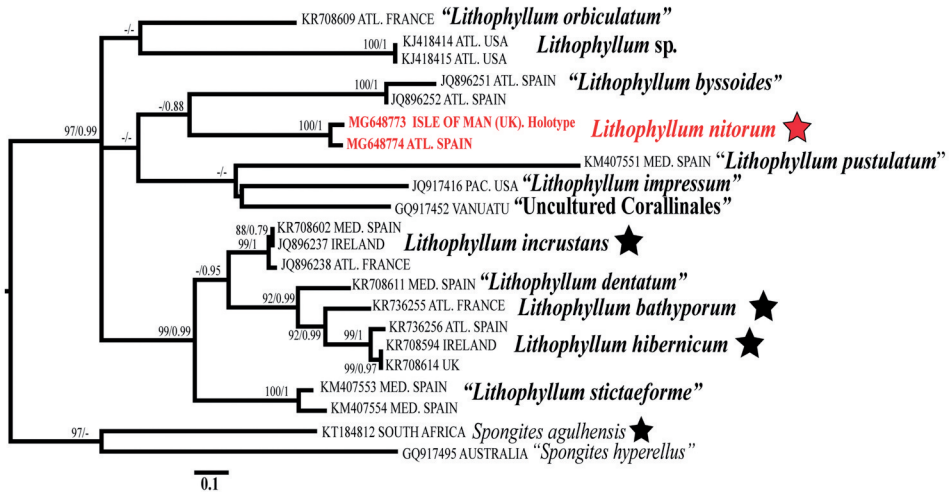 KR708609 ATL. FRANCE "Lithophyllum orbiculatum"
-/-
KJ418414 ATL. USA
100/1
Lithophyllum sp.
KJ418415 ATL. USA
JQ896251 ATL. SPAIN "Lithophyllum byssoides"
100/1
JQ896252 ATL. SPAIN
-/0.88
MG648773 ISLE OF MAN (UK). Holotype
100/1
Lithophyllum nitorum
MG648774 ATL. SPAIN
97/0.99
-/-
KM407551 MED. SPAIN "Lithophyllum pustulatum"
-/-
JQ917416 PAC. USA "Lithophyllum impressum"
GQ917452 VANUATU "Uncultured Corallinales"
KR708602 MED. SPAIN
88/0.79
JQ896237 IRELAND Lithophyllum incrustans
99/1
JQ896238 ATL. FRANCE
-/0.95
KR708611 MED. SPAIN "Lithophyllum dentatum"
92/0.99
KR736255 ATL. FRANCE Lithophyllum bathyporum
92/0.99
KR736256 ATL. SPAIN
99/1
KR708594 IRELAND Lithophyllum hibernicum
99/0.97
KR708614 UK
99/0.99
KM407553 MED. SPAIN "Lithophyllum stictaeforme"
100/1
KM407554 MED. SPAIN
97/-
KT184812 SOUTH AFRICA Spongites agulhensis
GQ917495 AUSTRALIA "Spongites hyperellus"
0.1